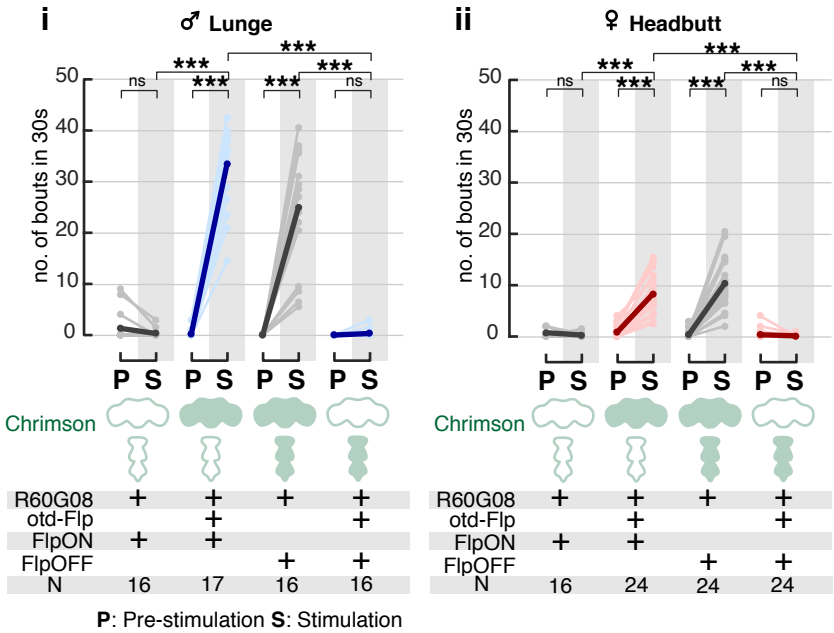 i ♂ Lunge
***
*** ***
ns *** *** ns
50
40
30
20
10
0
no. of bouts in 30s
P S P S P S P S
Chrimson
R60G08 + + + +
otd-Flp + +
FlpON + +
FlpOFF + +
N 16 17 16 16
ii ♀ Headbutt
***
*** ***
ns *** *** ns
50
40
30
20
10
0
no. of bouts in 30s
P S P S P S P S
Chrimson
R60G08 + + + +
otd-Flp + +
FlpON + +
FlpOFF + +
N 16 24 24 24
P: Pre-stimulation S: Stimulation